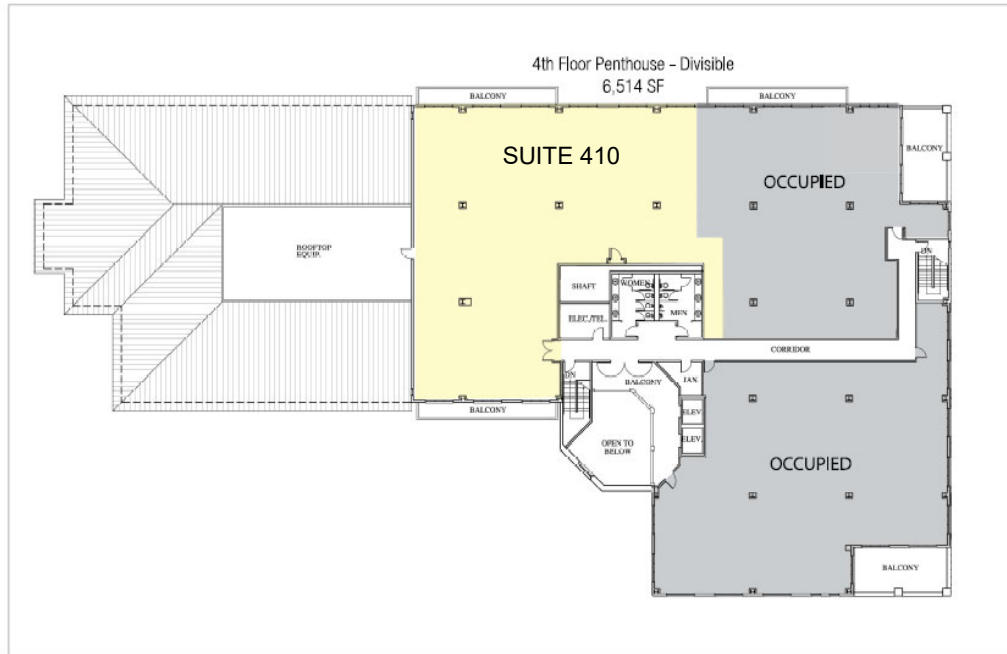 4th Floor Penthouse – Divisible
6,514 SF
BALCONY
BALCONY
SUITE 410
BALCONY
OCCUPIED
ROOFTOP
EQUIP.
DN
SHAFT
WOMEN
MEN
ELEC./TEL.
CORRIDOR
DN
BALCONY
JAN.
BALCONY
ELEV.
ELEV.
OPEN TO
BELOW
OCCUPIED
BALCONY